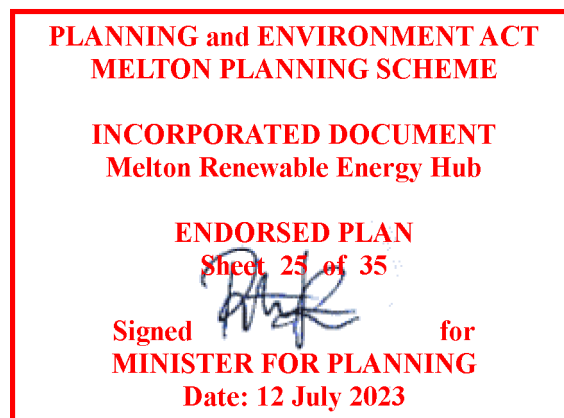 PLANNING and ENVIRONMENT ACT
MELTON PLANNING SCHEME
INCORPORATED DOCUMENT
Melton Renewable Energy Hub
ENDORSED PLAN
Sheet 25 of 35
Signed for
MINISTER FOR PLANNING
Date: 12 July 2023